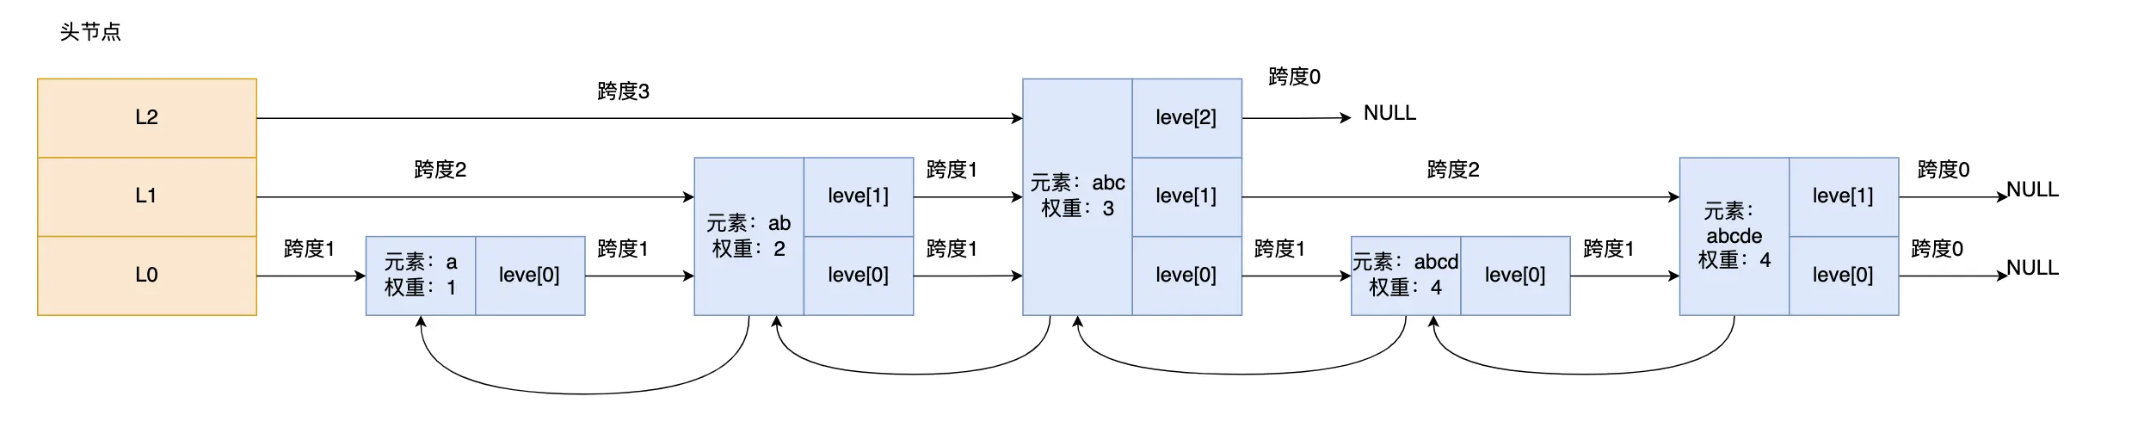 头节点
跨度0
跨度3
L2
leve[2]
NULL
跨度2
跨度1
跨度2
跨度0
L1
leve[1]
元素：abc
权重：3
leve[1]
leve[1]
NULL
元素：ab
权重：2
元素：
abcde
权重：4
跨度1
跨度1
跨度1
跨度1
跨度1
跨度0
L0
元素：a
权重：1
leve[0]
leve[0]
leve[0]
元素：abcd
权重：4
leve[0]
leve[0]
NULL